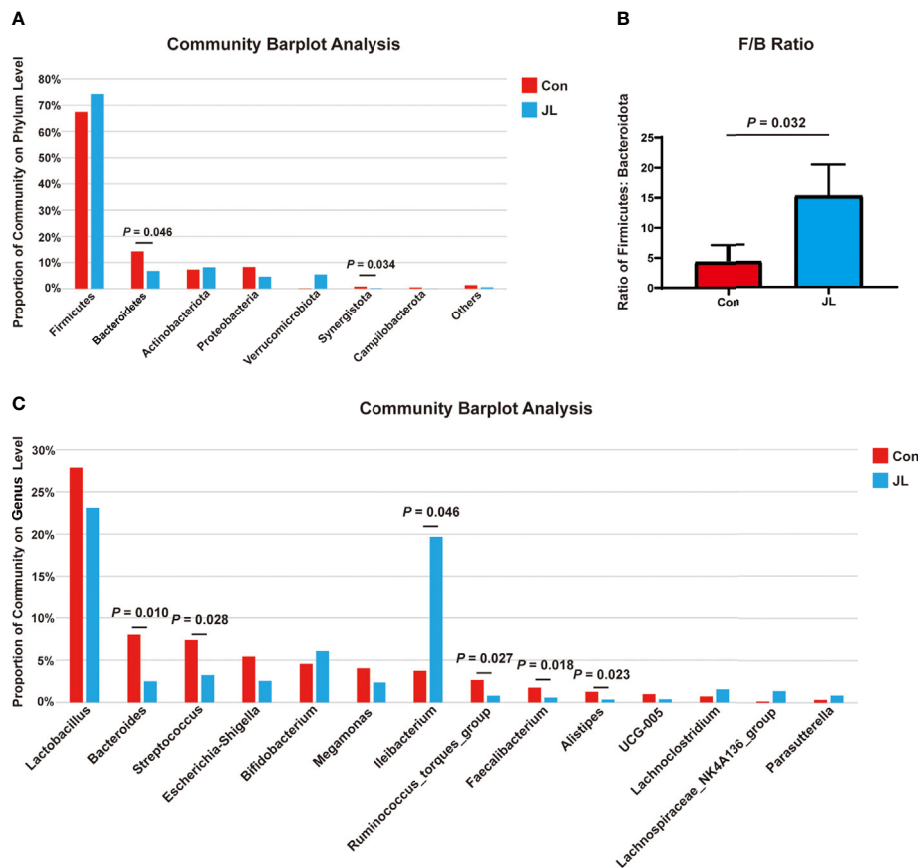 A
Community Barplot Analysis
Proportion of Community on Phylum Level
80%
70%
60%
50%
40%
30%
20%
10%
0%
P = 0.046
P = 0.034
Con
JL
Firmicutes
Bacteroidetes
Actinobacteriota
Proteobacteria
Verrucomicrobiota
Synergistota
Campilobacterota
Others
B
F/B Ratio
P = 0.032
Ratio of Firmicutes: Bacteroidota
25
20
15
10
5
0
Con
JL
C
Community Barplot Analysis
Proportion of Community on Genus Level
30%
25%
20%
15%
10%
5%
0%
P = 0.010
P = 0.028
P = 0.046
P = 0.027
P = 0.018
P = 0.023
Con
JL
Lactobacillus
Bacteroides
Streptococcus
Escherichia-Shigella
Bifidobacterium
Megamonas
Ileibacterium
Ruminococcus_torques_group
Faecalibacterium
Alistipes
UCG-005
Lachnoclostridium
Lachnospiraceae_NK4A136_group
Parasutterella